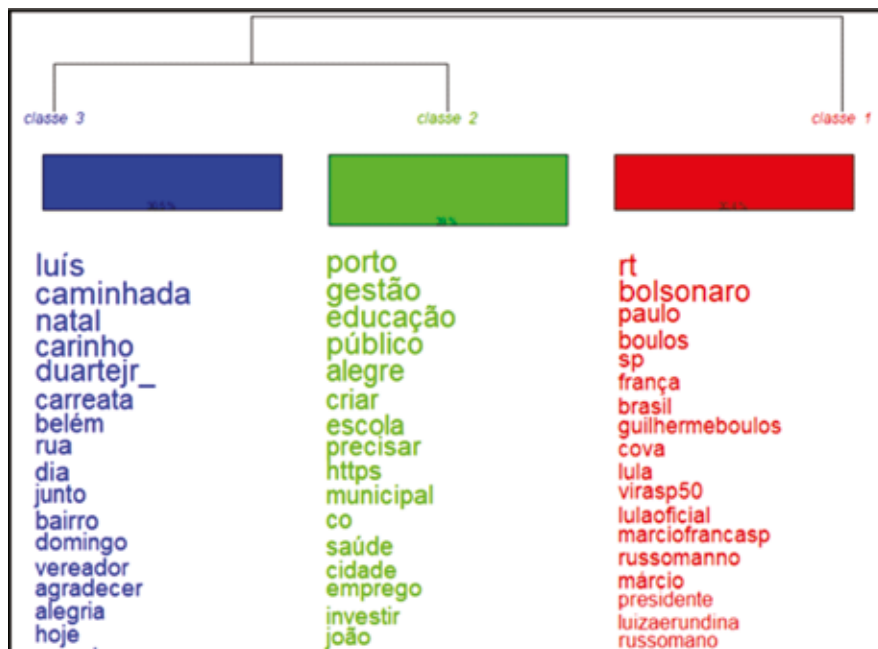 classe 3
classe 2
classe 1
luís
caminhada
natal
carinho
duartejr_
carreata
belém
rua
dia
junto
bairro
domingo
vereador
agradecer
alegria
hoje
porto
gestão
educação
público
alegre
criar
escola
precisar
https
municipal
co
saúde
cidade
emprego
investir
joão
rt
bolsonaro
paulo
boulos
sp
frança
brasil
guilhermeboulos
cova
lula
virasp50
lulaoficial
marciofrancasp
russomanno
márcio
presidente
luizaerundina
russomano